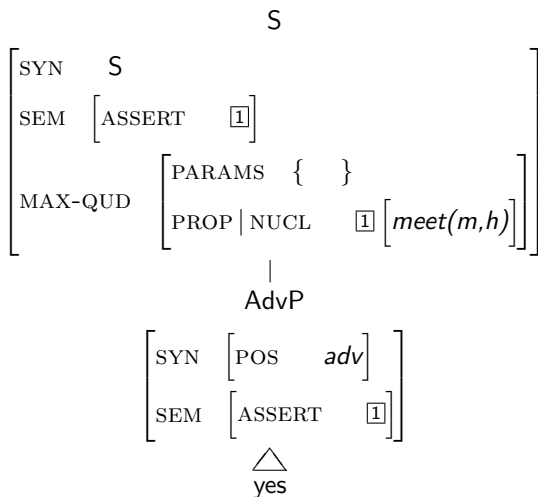 S
SYN S
SEM [ASSERT 1]
MAX-QUD [PARAMS { }
PROP | NUCL 1 [meet(m,h)]]
AdvP
SYN [POS adv]
SEM [ASSERT 1]
yes